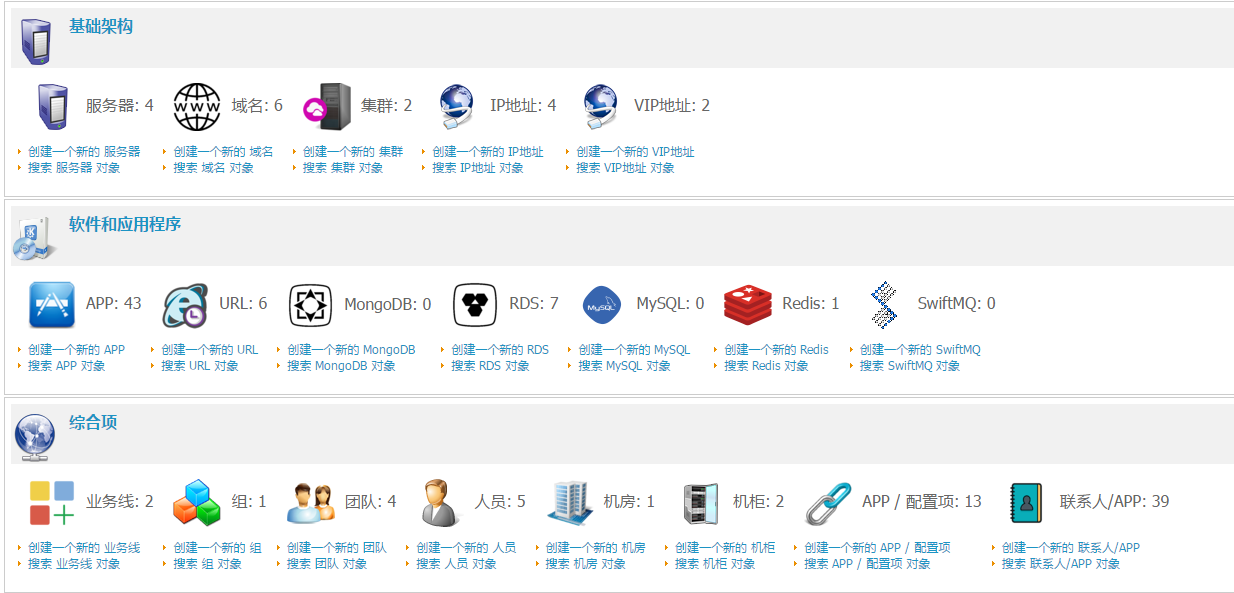 基础架构
服务器: 4 域名: 6 集群: 2 IP地址: 4 VIP地址: 2
创建一个新的 服务器 创建一个新的 域名 创建一个新的 集群 创建一个新的 IP地址 创建一个新的 VIP地址
搜索 服务器 对象 搜索 域名 对象 搜索 集群 对象 搜索 IP地址 对象 搜索 VIP地址 对象
软件和应用程序
APP: 43 URL: 6 MongoDB: 0 RDS: 7 MySQL: 0 Redis: 1 SwiftMQ: 0
创建一个新的 APP 创建一个新的 URL 创建一个新的 MongoDB 创建一个新的 RDS 创建一个新的 MySQL 创建一个新的 Redis 创建一个新的 SwiftMQ
搜索 APP 对象 搜索 URL 对象 搜索 MongoDB 对象 搜索 RDS 对象 搜索 MySQL 对象 搜索 Redis 对象 搜索 SwiftMQ 对象
综合项
业务线: 2 组: 1 团队: 4 人员: 5 机房: 1 机柜: 2 APP / 配置项: 13 联系人/APP: 39
创建一个新的 业务线 创建一个新的 组 创建一个新的 团队 创建一个新的 人员 创建一个新的 机房 创建一个新的 机柜 创建一个新的 APP / 配置项 创建一个新的 联系人/APP
搜索 业务线 对象 搜索 组 对象 搜索 团队 对象 搜索 人员 对象 搜索 机房 对象 搜索 机柜 对象 搜索 APP / 配置项 对象 搜索 联系人/APP 对象